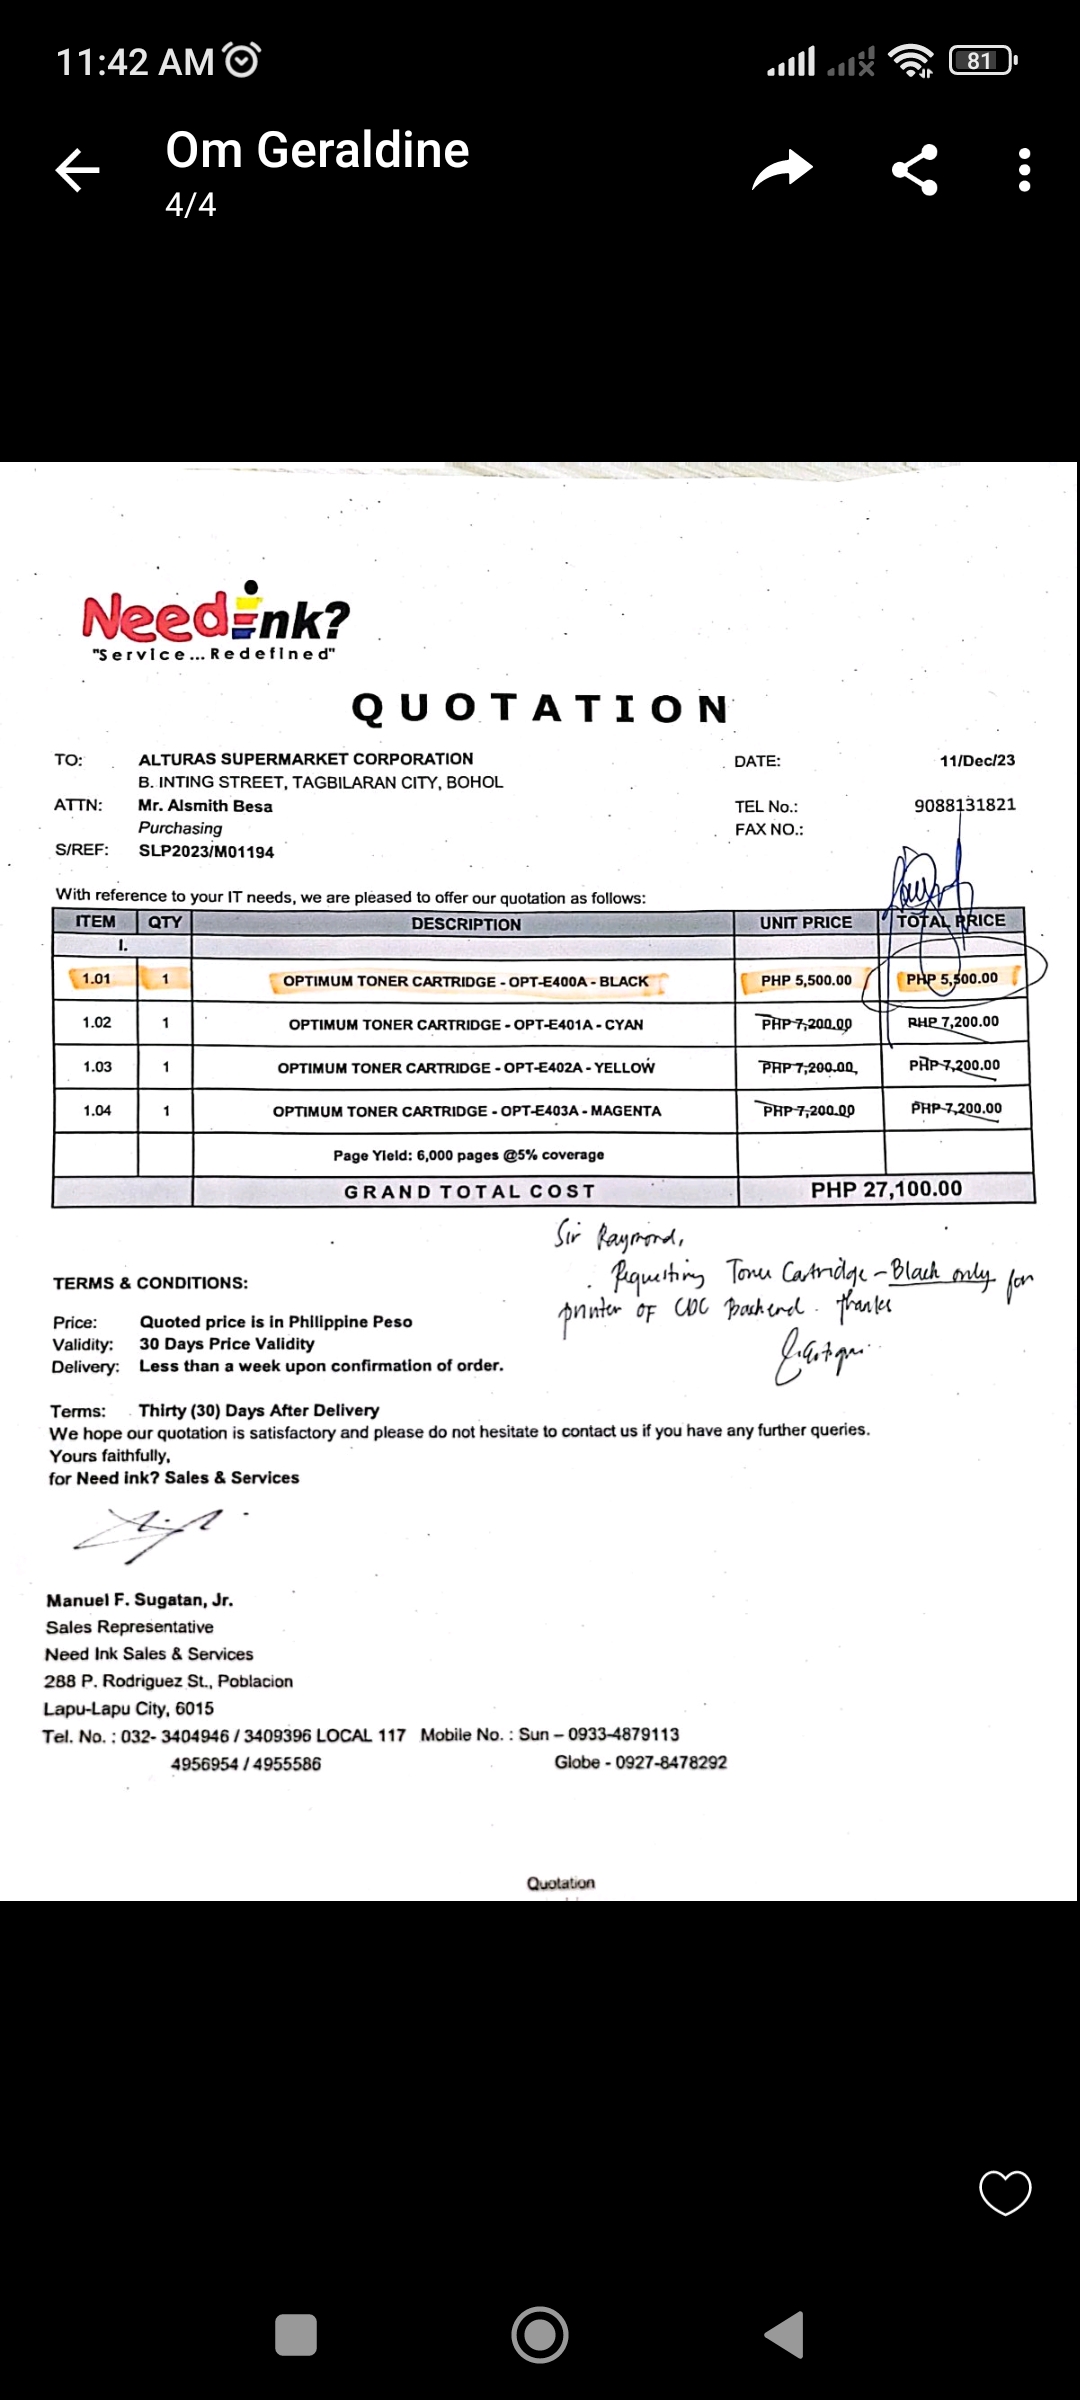 11:42 AM
81
Om Geraldine
4/4
Need ink?
"Service... Redefined"
QUOTATION
TO: ALTURAS SUPERMARKET CORPORATION DATE: 11/Dec/23
B. INTING STREET, TAGBILARAN CITY, BOHOL
ATTN: Mr. Alsmith Besa TEL No.: 9088131821
Purchasing FAX NO.:
S/REF: SLP2023/M01194
With reference to your IT needs, we are pleased to offer our quotation as follows:
ITEM QTY DESCRIPTION UNIT PRICE TOTAL PRICE
I.
1.01 1 OPTIMUM TONER CARTRIDGE - OPT-E400A - BLACK PHP 5,500.00 PHP 5,500.00
1.02 1 OPTIMUM TONER CARTRIDGE - OPT-E401A - CYAN PHP 7,200.00 PHP 7,200.00
1.03 1 OPTIMUM TONER CARTRIDGE - OPT-E402A - YELLOW PHP 7,200.00 PHP 7,200.00
1.04 1 OPTIMUM TONER CARTRIDGE - OPT-E403A - MAGENTA PHP 7,200.00 PHP 7,200.00
Page Yield: 6,000 pages @5% coverage
GRAND TOTAL COST PHP 27,100.00
Sir Raymond,
Requesting Toner Cartridge - Black only for
printer of CDC Backend. Thanks
TERMS & CONDITIONS:
Price: Quoted price is in Philippine Peso
Validity: 30 Days Price Validity
Delivery: Less than a week upon confirmation of order.
Terms: Thirty (30) Days After Delivery
We hope our quotation is satisfactory and please do not hesitate to contact us if you have any further queries.
Yours faithfully,
for Need ink? Sales & Services
Manuel F. Sugatan, Jr.
Sales Representative
Need Ink Sales & Services
288 P. Rodriguez St., Poblacion
Lapu-Lapu City, 6015
Tel. No. : 032- 3404946 / 3409396 LOCAL 117 Mobile No. : Sun – 0933-4879113
4956954 / 4955586 Globe - 0927-8478292
Quotation